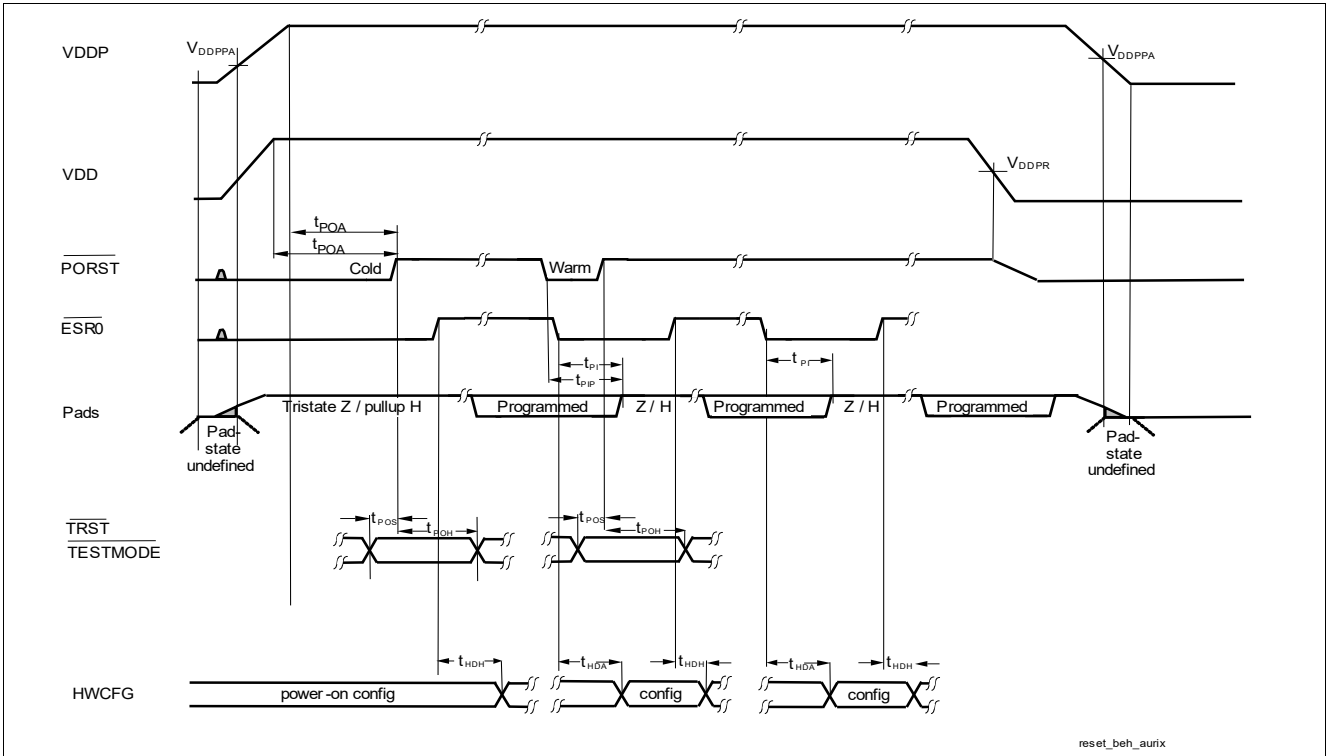 VDDP
VDDPPA
VDDPPA
VDD
VDDPR
tPOA
tPOA
PORST
Cold
Warm
ESR0
tPI
tPI
tPIP
Pads
Tristate Z / pullup H
Programmed
Z / H
Programmed
Z / H
Programmed
Pad-
state
undefined
Pad-
state
undefined
TRST
TESTMODE
tPOS
tPOH
tPOS
tPOH
tHDH
tHDA
tHDH
tHDA
tHDH
HWCFG
power-on config
config
config
reset_beh_aurix